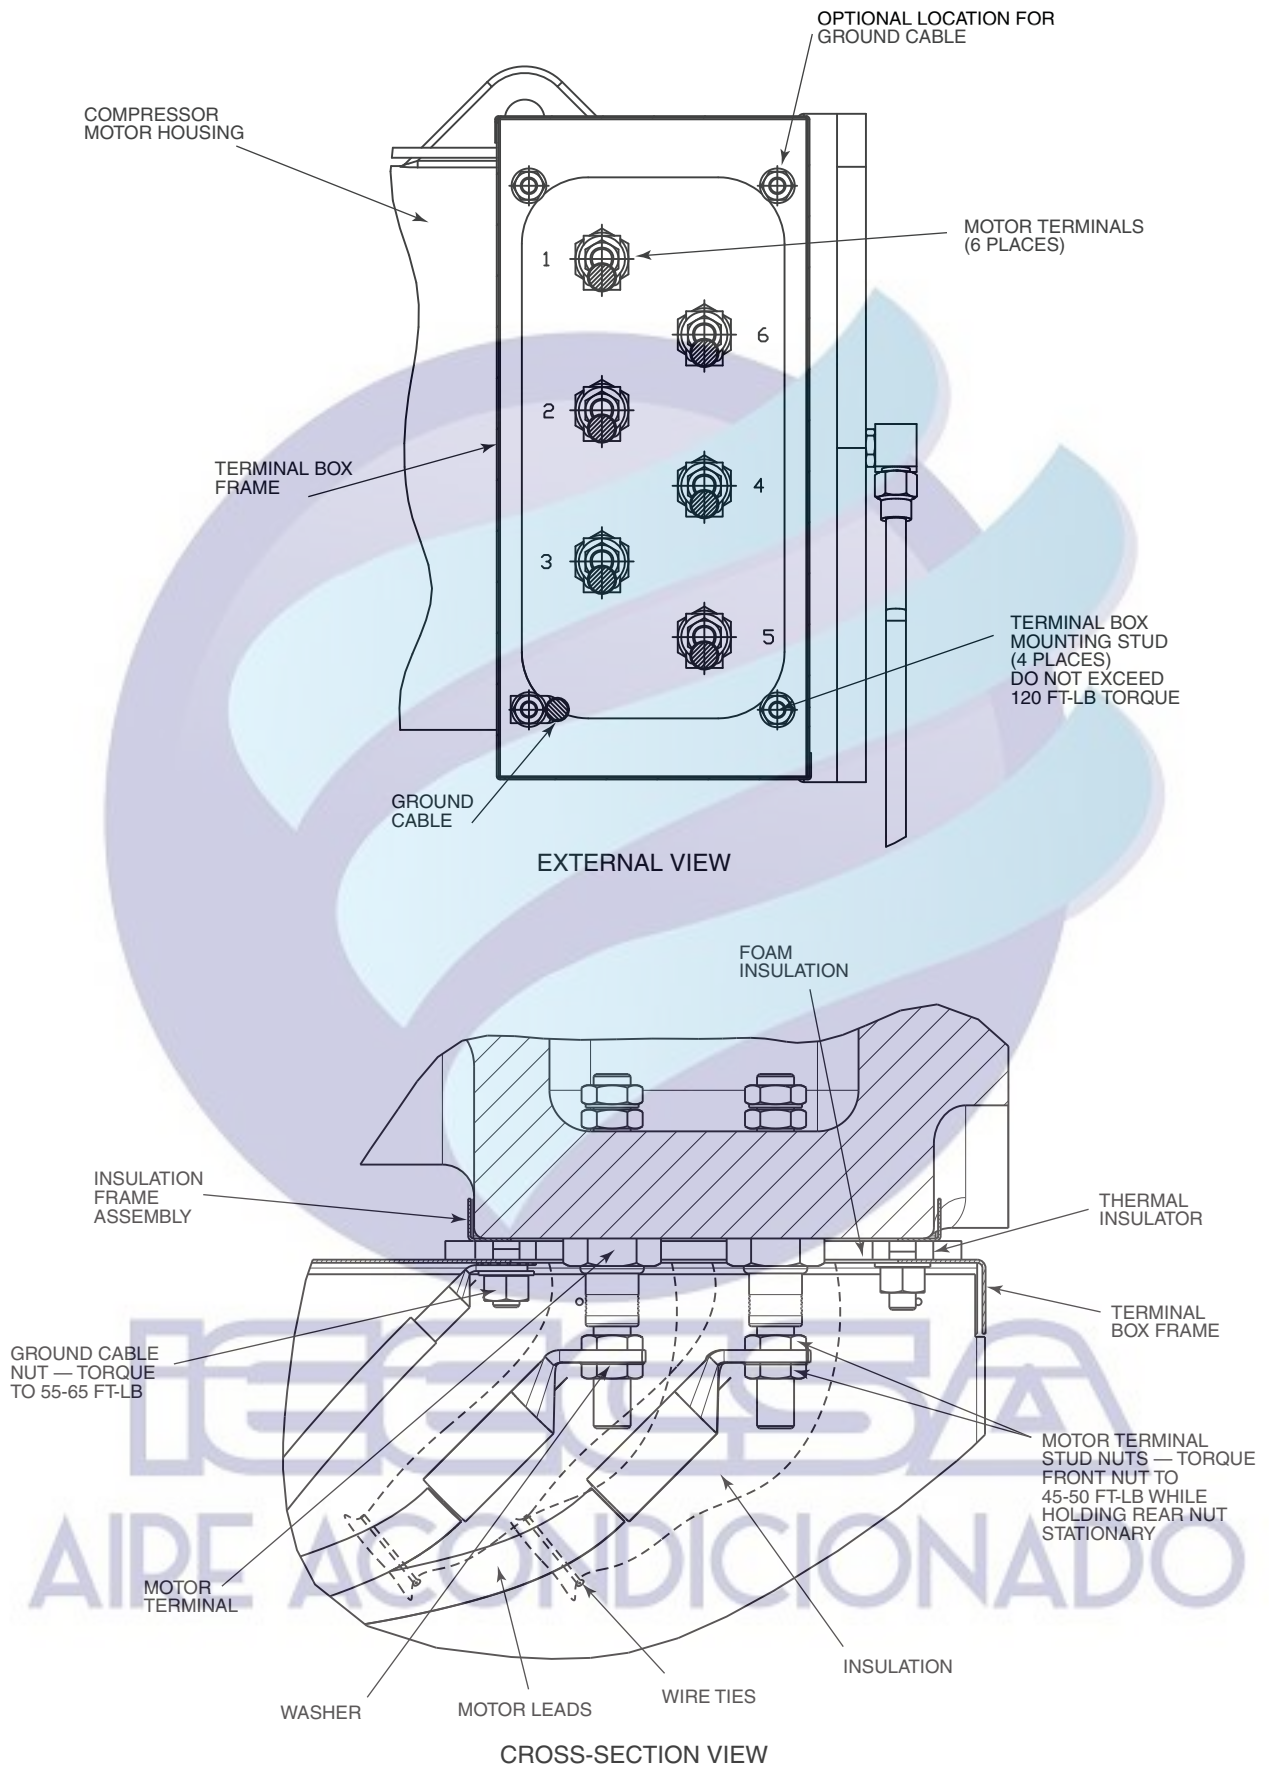 OPTIONAL LOCATION FOR
GROUND CABLE
COMPRESSOR
MOTOR HOUSING
MOTOR TERMINALS
(6 PLACES)
1
6
2
TERMINAL BOX
FRAME
4
3
5
TERMINAL BOX
MOUNTING STUD
(4 PLACES)
DO NOT EXCEED
120 FT-LB TORQUE
GROUND
CABLE
EXTERNAL VIEW
FOAM
INSULATION
INSULATION
FRAME
ASSEMBLY
THERMAL
INSULATOR
TERMINAL
BOX FRAME
GROUND CABLE
NUT — TORQUE
TO 55-65 FT-LB
MOTOR TERMINAL
STUD NUTS — TORQUE
FRONT NUT TO
45-50 FT-LB WHILE
HOLDING REAR NUT
STATIONARY
AIRE ACONDICIONADO
MOTOR
TERMINAL
INSULATION
WIRE TIES
WASHER
MOTOR LEADS
CROSS-SECTION VIEW